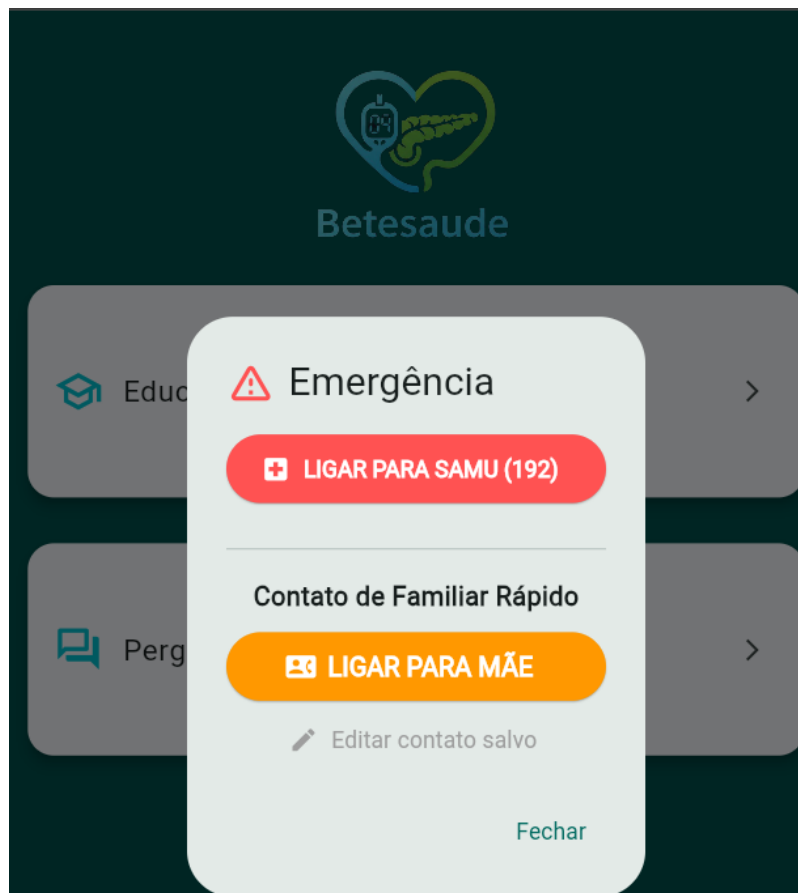 Betesaude
Educ
Emergência
LIGAR PARA SAMU (192)
Contato de Familiar Rápido
Perg
LIGAR PARA MÃE
Editar contato salvo
Fechar